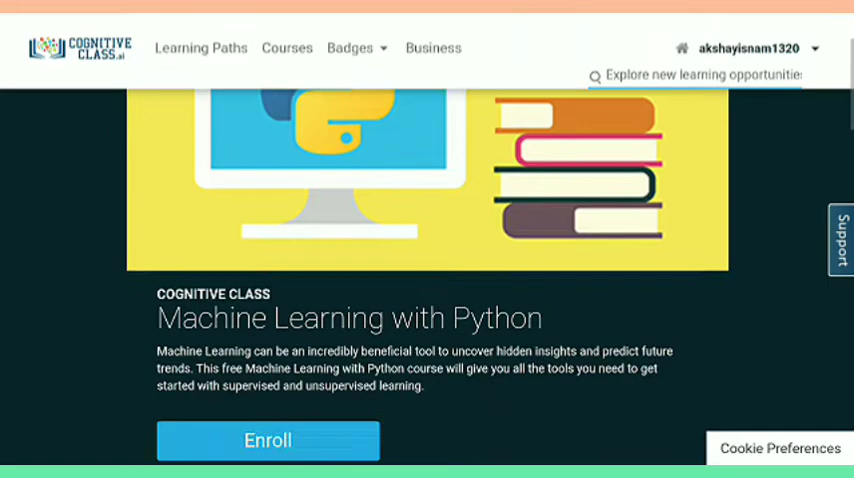 COGNITIVE
CLASS.ai
Learning Paths Courses Badges Business
akshayisnam1320
Explore new learning opportunitie
Support
COGNITIVE CLASS
Machine Learning with Python
Machine Learning can be an incredibly beneficial tool to uncover hidden insights and predict future
trends. This free Machine Learning with Python course will give you all the tools you need to get
started with supervised and unsupervised learning.
Enroll
Cookie Preferences